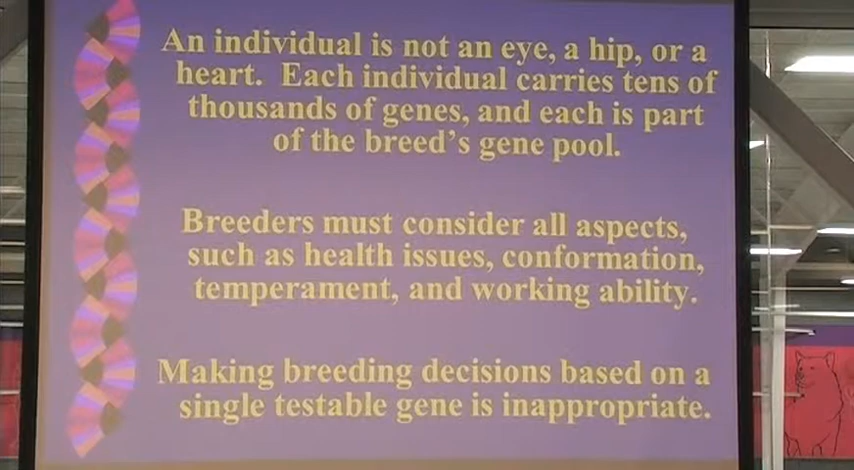 An individual is not an eye, a hip, or a
heart.  Each individual carries tens of
thousands of genes, and each is part
of the breed's gene pool.
Breeders must consider all aspects,
such as health issues, conformation,
temperament, and working ability.
Making breeding decisions based on a
single testable gene is inappropriate.